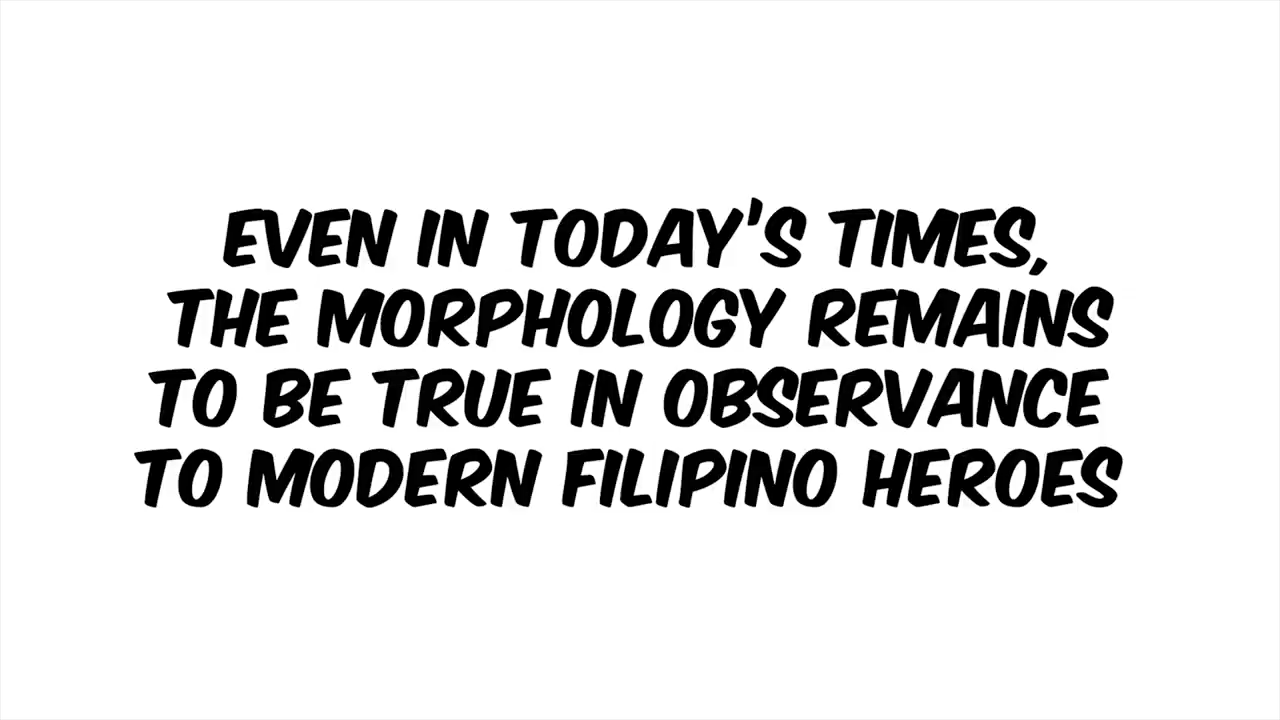 EVEN IN TODAY'S TIMES,
THE MORPHOLOGY REMAINS
TO BE TRUE IN OBSERVANCE
TO MODERN FILIPINO HEROES